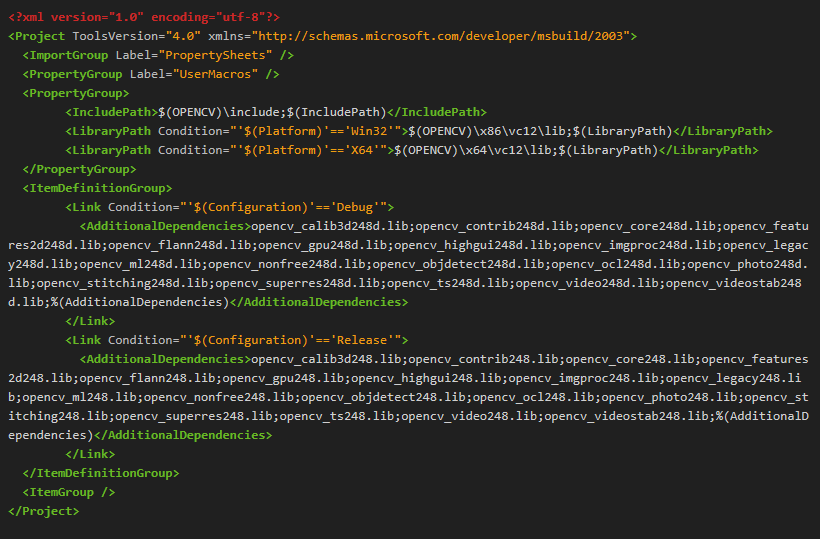 <?xml version="1.0" encoding="utf-8"?>
<Project ToolsVersion="4.0" xmlns="http://schemas.microsoft.com/developer/msbuild/2003">
  <ImportGroup Label="PropertySheets" />
  <PropertyGroup Label="UserMacros" />
  <PropertyGroup>
        <IncludePath>$(OPENCV)\include;$(IncludePath)</IncludePath>
        <LibraryPath Condition="'$(Platform)'=='Win32'">$(OPENCV)\x86\vc12\lib;$(LibraryPath)</LibraryPath>
        <LibraryPath Condition="'$(Platform)'=='X64'">$(OPENCV)\x64\vc12\lib;$(LibraryPath)</LibraryPath>
  </PropertyGroup>
  <ItemDefinitionGroup>
        <Link Condition="'$(Configuration)'=='Debug'">
          <AdditionalDependencies>opencv_calib3d248d.lib;opencv_contrib248d.lib;opencv_core248d.lib;opencv_featu
res2d248d.lib;opencv_flann248d.lib;opencv_gpu248d.lib;opencv_highgui248d.lib;opencv_imgproc248d.lib;opencv_legac
y248d.lib;opencv_ml248d.lib;opencv_nonfree248d.lib;opencv_objdetect248d.lib;opencv_ocl248d.lib;opencv_photo248d.
lib;opencv_stitching248d.lib;opencv_superres248d.lib;opencv_ts248d.lib;opencv_video248d.lib;opencv_videostab248
d.lib;%(AdditionalDependencies)</AdditionalDependencies>
        </Link>
        <Link Condition="'$(Configuration)'=='Release'">
          <AdditionalDependencies>opencv_calib3d248.lib;opencv_contrib248.lib;opencv_core248.lib;opencv_features
2d248.lib;opencv_flann248.lib;opencv_gpu248.lib;opencv_highgui248.lib;opencv_imgproc248.lib;opencv_legacy248.li
b;opencv_ml248.lib;opencv_nonfree248.lib;opencv_objdetect248.lib;opencv_ocl248.lib;opencv_photo248.lib;opencv_st
itching248.lib;opencv_superres248.lib;opencv_ts248.lib;opencv_video248.lib;opencv_videostab248.lib;%(AdditionalD
ependencies)</AdditionalDependencies>
        </Link>
  </ItemDefinitionGroup>
  <ItemGroup />
</Project>